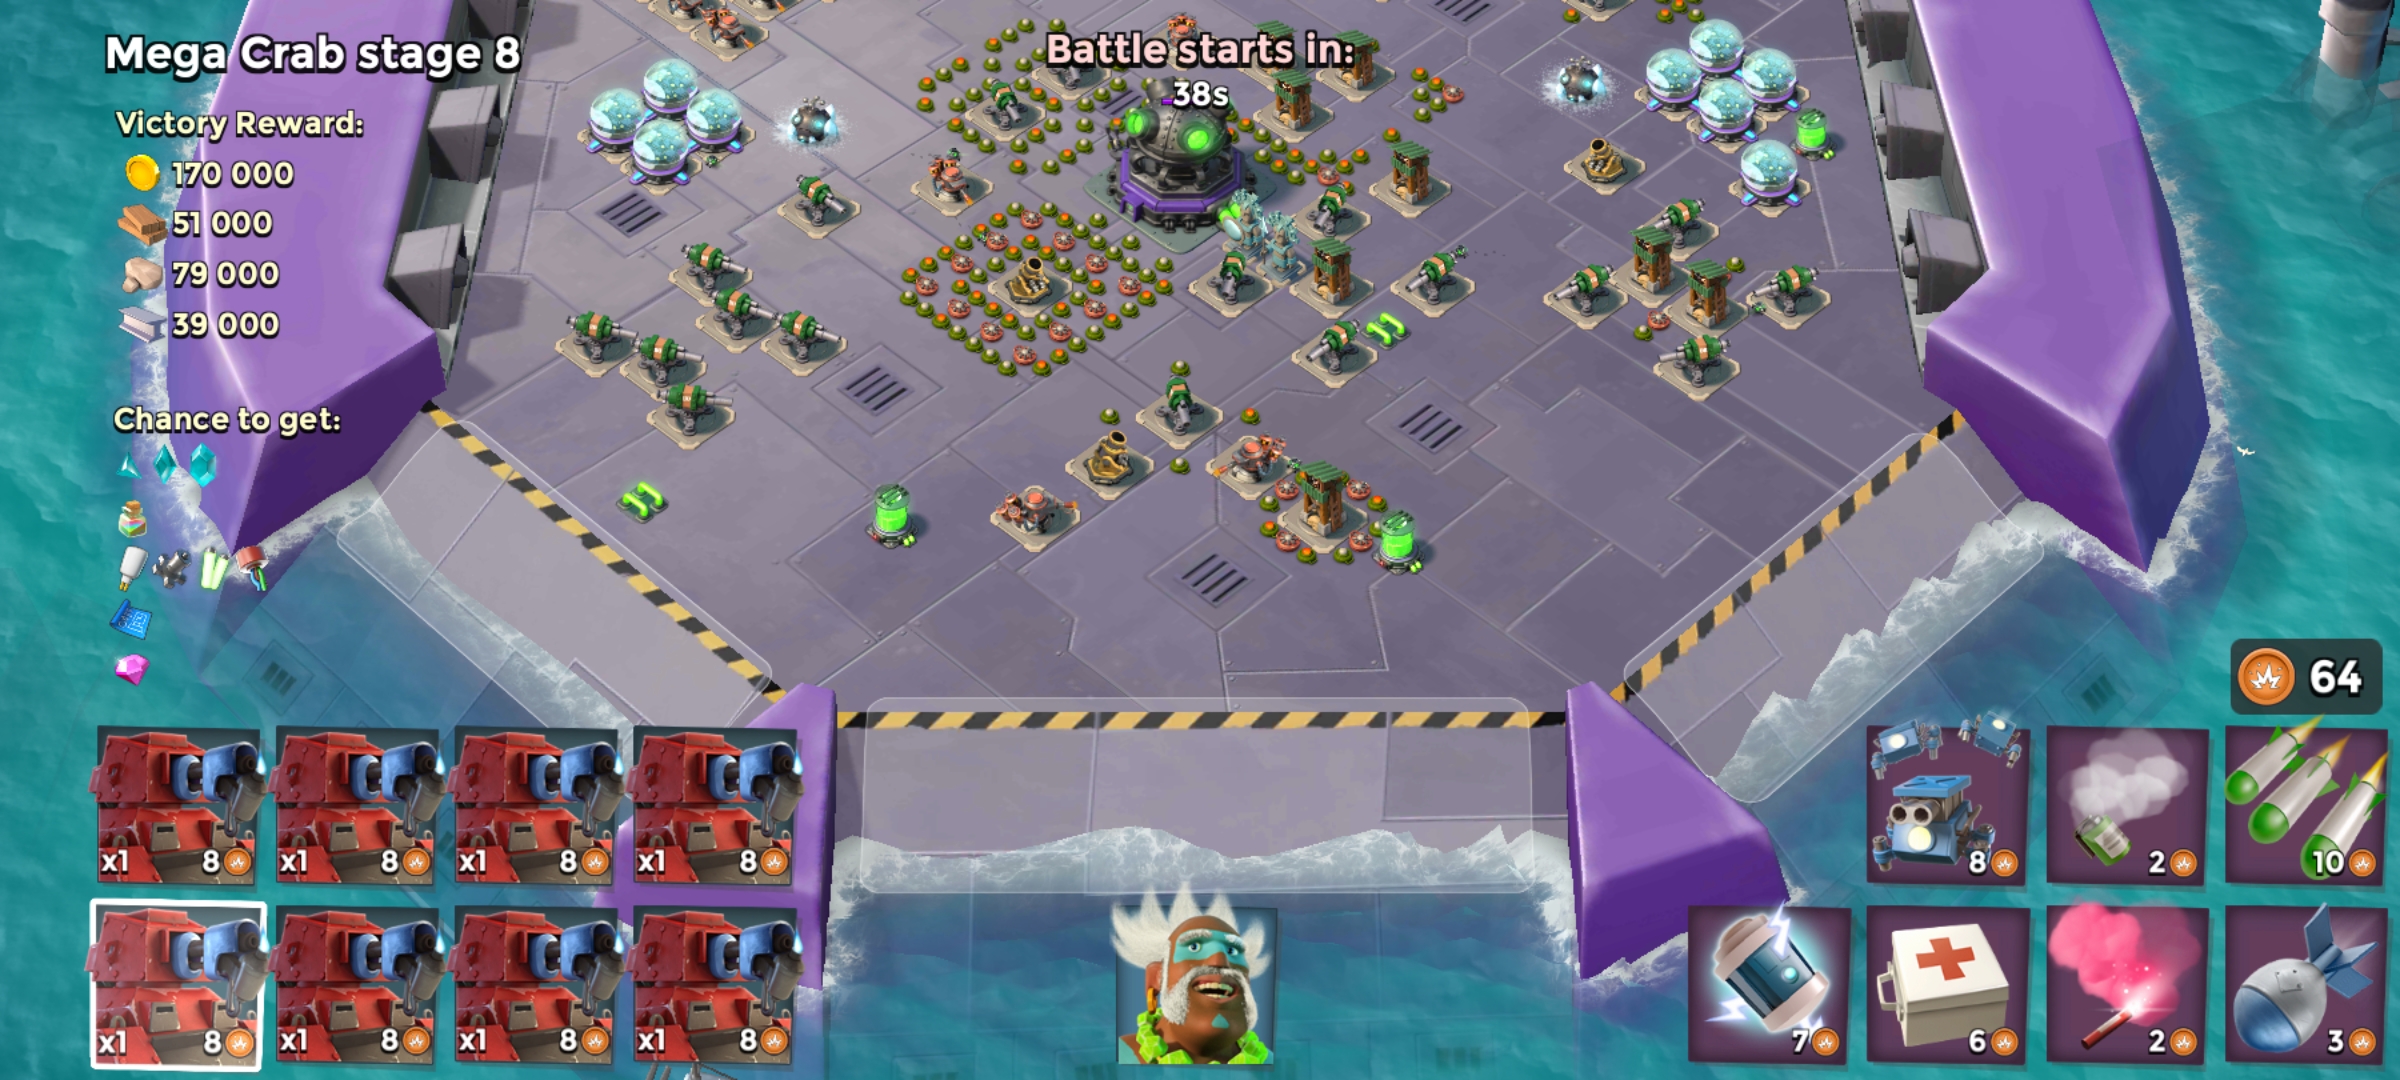 Mega Crab stage 8
Battle starts in:
38s
Victory Reward:
170 000
51 000
79 000
39 000
Chance to get:
64
x1 8
x1 8
x1 8
x1 8
8
2
10
x1 8
x1 8
x1 8
x1 8
7
6
2
3